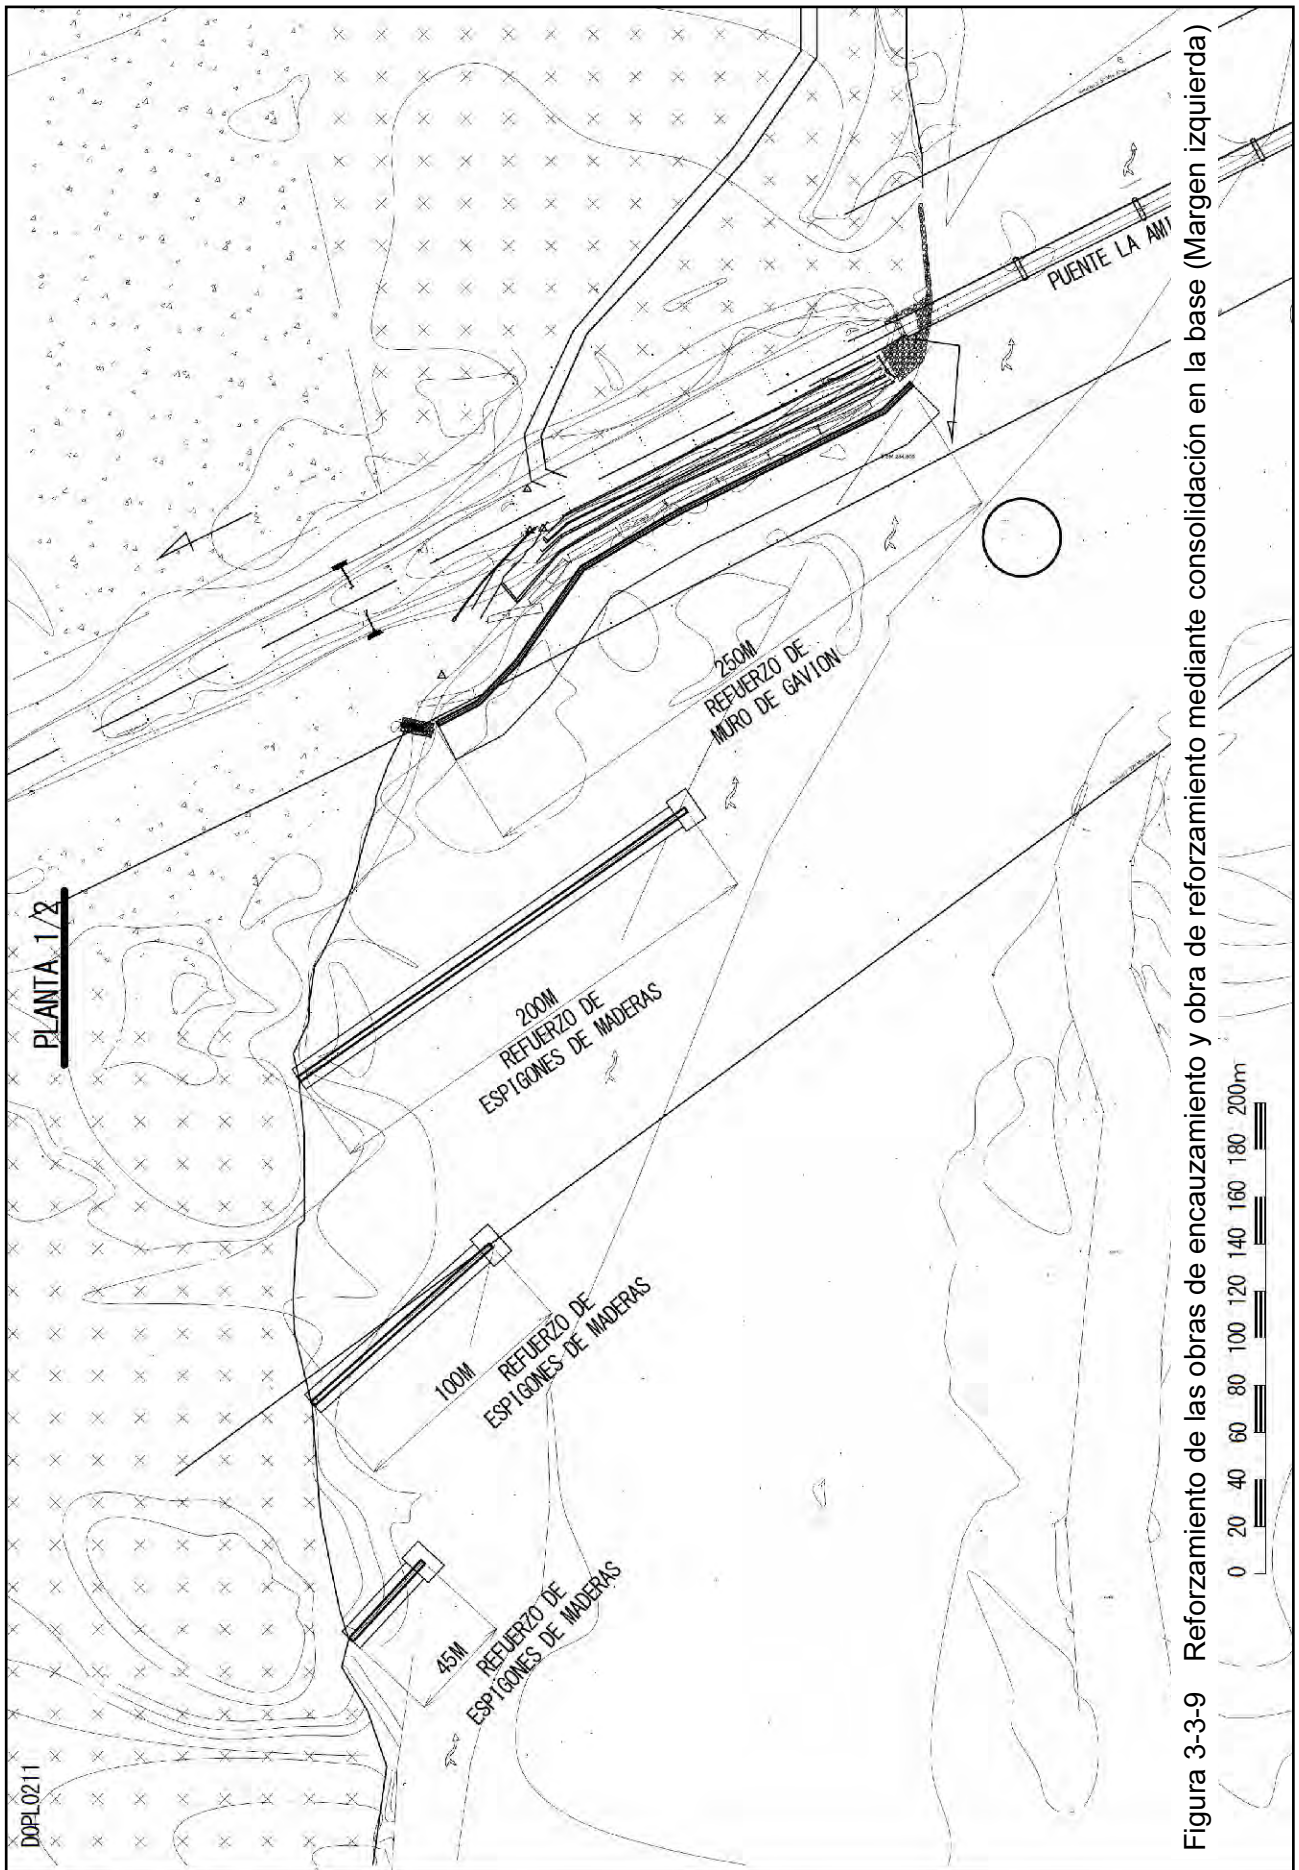 DOPL0211
PLANTA 1/2
45M
REFUERZO DE
ESPIGONES DE MADERAS
100M
REFUERZO DE
ESPIGONES DE MADERAS
200M
REFUERZO DE
ESPIGONES DE MADERAS
250M
REFUERZO DE
MURO DE GAVION
PUENTE LA AMI
Figura 3-3-9 Reforzamiento de las obras de encauzamiento y obra de reforzamiento mediante consolidación en la base (Margen izquierda)
0 20 40 60 80 100 120 140 160 180 200m